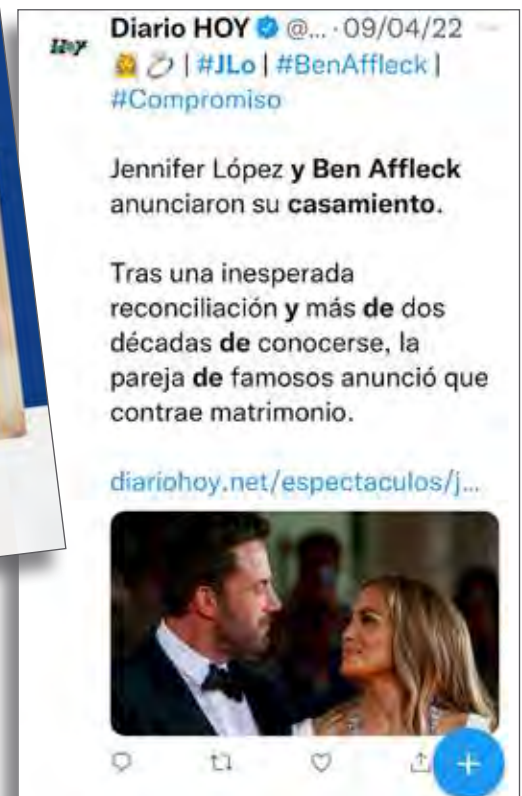 Hoy
Diario HOY @... · 09/04/22
| #JLo | #BenAffleck |
#Compromiso
Jennifer López y Ben Affleck
anunciaron su casamiento.
Tras una inesperada
reconciliación y más de dos
décadas de conocerse, la
pareja de famosos anunció que
contrae matrimonio.
diariohoy.net/espectaculos/j...